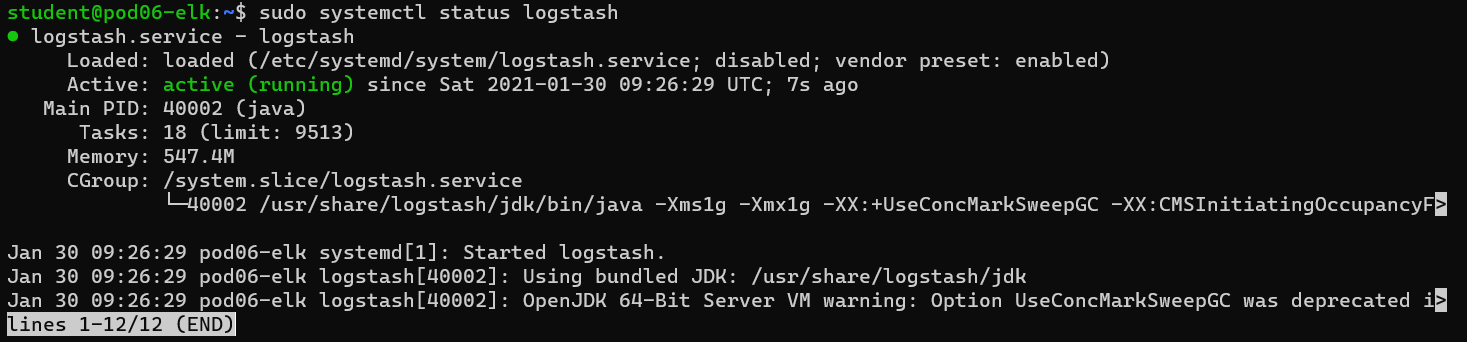 student@pod06-elk:~$ sudo systemctl status logstash
● logstash.service - logstash
     Loaded: loaded (/etc/systemd/system/logstash.service; disabled; vendor preset: enabled)
     Active: active (running) since Sat 2021-01-30 09:26:29 UTC; 7s ago
   Main PID: 40002 (java)
      Tasks: 18 (limit: 9513)
     Memory: 547.4M
     CGroup: /system.slice/logstash.service
             └─40002 /usr/share/logstash/jdk/bin/java -Xms1g -Xmx1g -XX:+UseConcMarkSweepGC -XX:CMSInitiatingOccupancyF>

Jan 30 09:26:29 pod06-elk systemd[1]: Started logstash.
Jan 30 09:26:29 pod06-elk logstash[40002]: Using bundled JDK: /usr/share/logstash/jdk
Jan 30 09:26:29 pod06-elk logstash[40002]: OpenJDK 64-Bit Server VM warning: Option UseConcMarkSweepGC was deprecated i>
lines 1-12/12 (END)